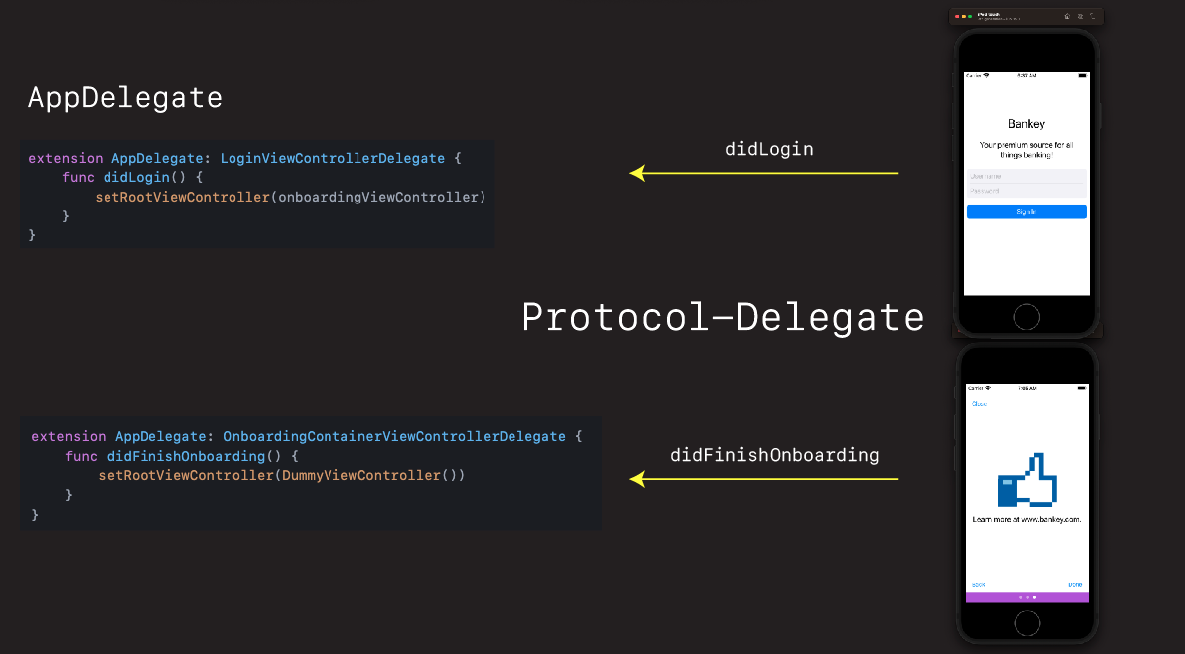 AppDelegate
extension AppDelegate: LoginViewControllerDelegate {
    func didLogin() {
        setRootViewController(onboardingViewController)
    }
}
didLogin
Carrier
Bankey
Your premium source for all
things banking!
Username
Password
Sign In
Protocol—Delegate
extension AppDelegate: OnboardingContainerViewControllerDelegate {
    func didFinishOnboarding() {
        setRootViewController(DummyViewController())
    }
}
didFinishOnboarding
Carrier
Close
Learn more at www.bankey.com.
Back
Done